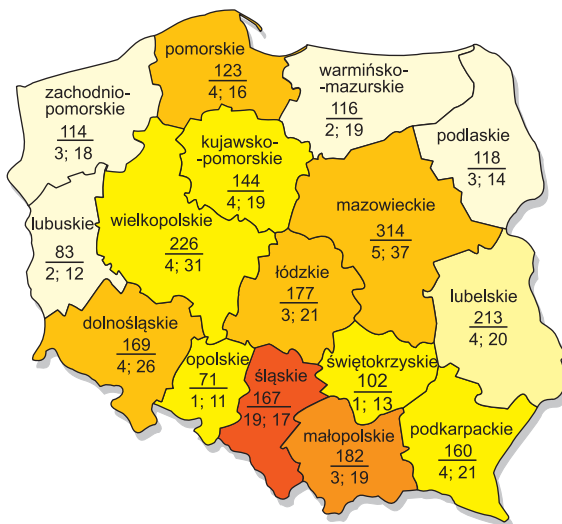 pomorskie
123
4; 16
warmińsko-
-mazurskie
116
2; 19
zachodnio-
pomorskie
114
3; 18
podlaskie
118
3; 14
kujawsko-
-pomorskie
144
4; 19
lubuskie
83
2; 12
wielkopolskie
226
4; 31
mazowieckie
314
5; 37
łódzkie
177
3; 21
lubelskie
213
4; 20
dolnośląskie
169
4; 26
opolskie
71
1; 11
śląskie
167
19; 17
świętokrzyskie
102
1; 13
małopolskie
182
3; 19
podkarpackie
160
4; 21